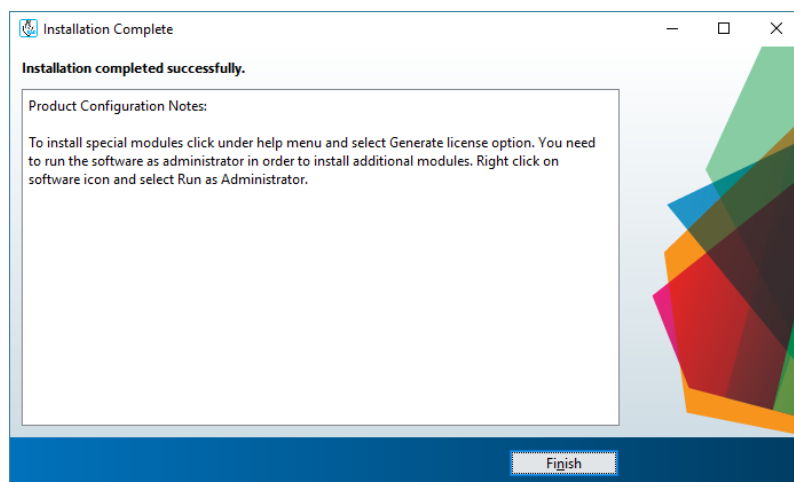 Installation Complete
Installation completed successfully.
Product Configuration Notes:
To install special modules click under help menu and select Generate license option. You need
to run the software as administrator in order to install additional modules. Right click on
software icon and select Run as Administrator.
Finish